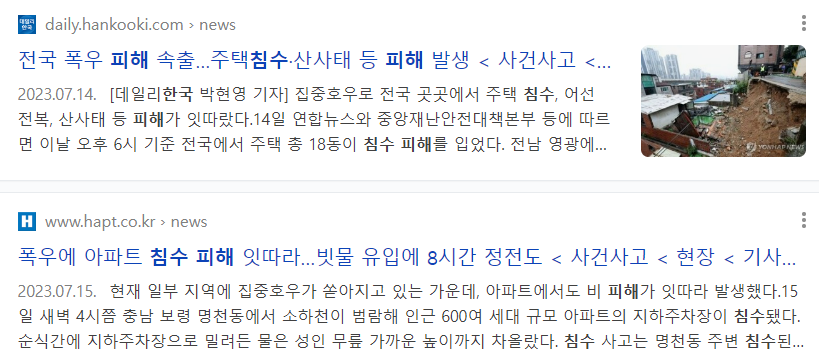 데일리
한국
daily.hankooki.com › news
전국 폭우 피해 속출...주택침수·산사태 등 피해 발생 < 사건사고 <...
2023.07.14. [데일리한국 박현영 기자] 집중호우로 전국 곳곳에서 주택 침수, 어선
전복, 산사태 등 피해가 잇따랐다.14일 연합뉴스와 중앙재난안전대책본부 등에 따르
면 이날 오후 6시 기준 전국에서 주택 총 18동이 침수 피해를 입었다. 전남 영광에...
YONHAP NEWS
H
www.hapt.co.kr › news
폭우에 아파트 침수 피해 잇따라...빗물 유입에 8시간 정전도 < 사건사고 < 현장 < 기사...
2023.07.15. 현재 일부 지역에 집중호우가 쏟아지고 있는 가운데, 아파트에서도 비 피해가 잇따라 발생했다.15
일 새벽 4시쯤 충남 보령 명천동에서 소하천이 범람해 인근 600여 세대 규모 아파트의 지하주차장이 침수됐다.
순식간에 지하주차장으로 밀려든 물은 성인 무릎 가까운 높이까지 차올랐다. 침수 사고는 명천동 주변 침수된...